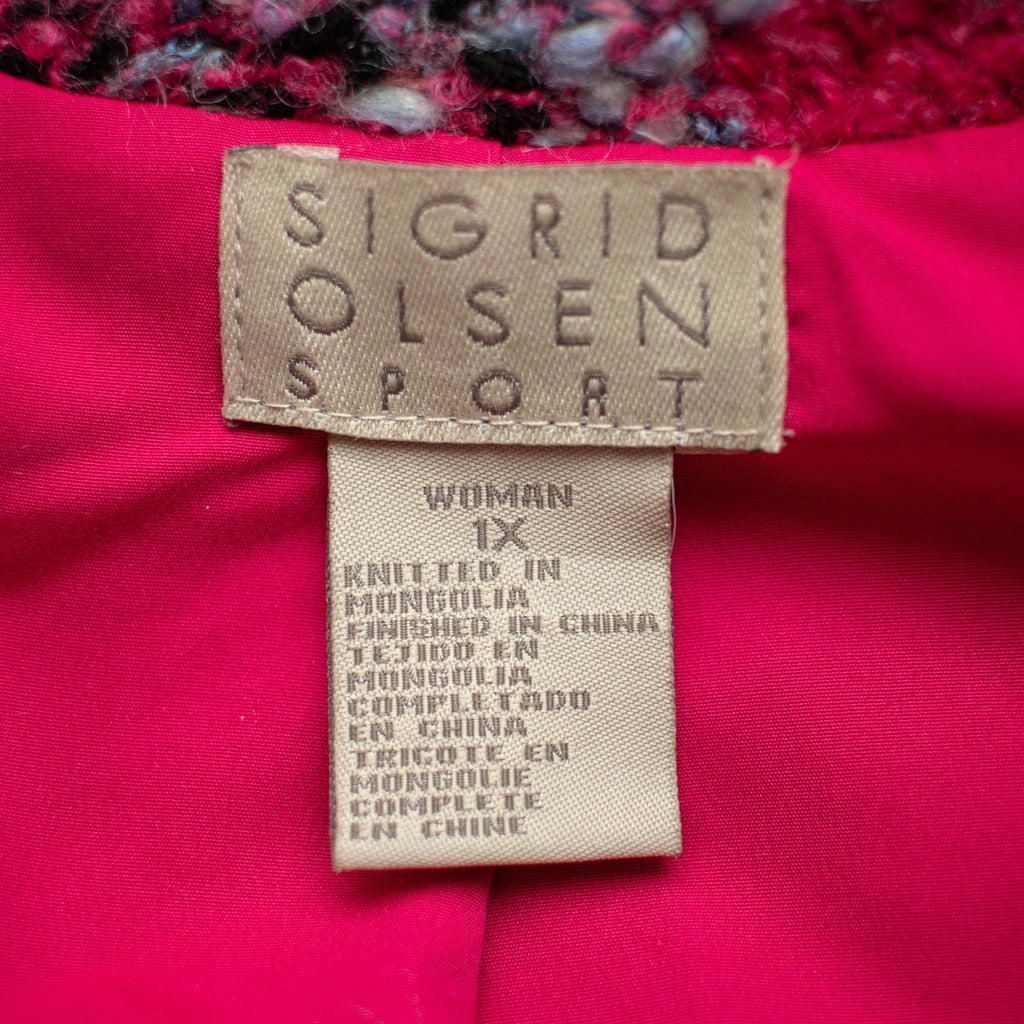 SIGRID
OLSEN
SPORT
WOMAN
1X
KNITTED IN
MONGOLIA
FINISHED IN CHINA
TEJIDO EN
MONGOLIA
COMPLETADO
EN CHINA
TRICOTE EN
MONGOLIE
COMPLETE
EN CHINE